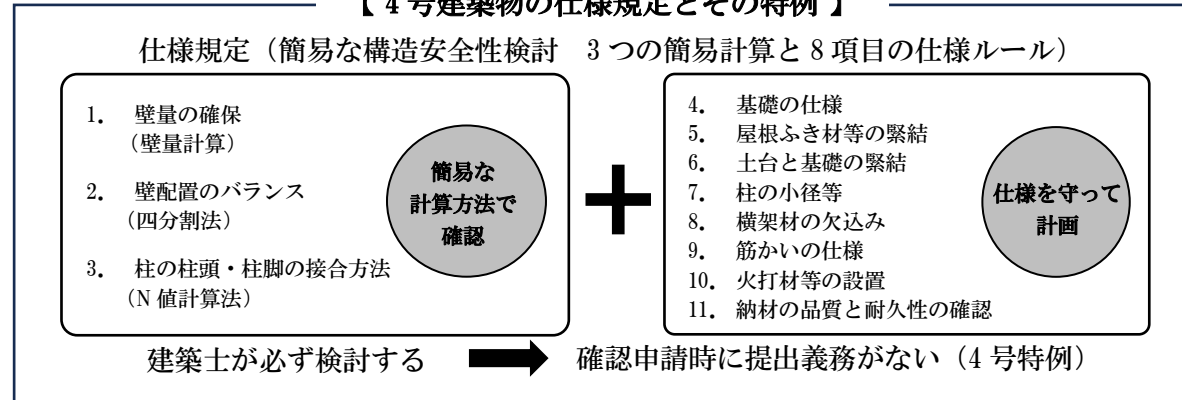 【 4号建築物の仕様規定とその特例 】
仕様規定（簡易な構造安全性検討　3つの簡易計算と8項目の仕様ルール）
1.　壁量の確保
（壁量計算）
2.　壁配置のバランス
（四分割法）
3.　柱の柱頭・柱脚の接合方法
（N値計算法）
簡易な
計算方法で
確認
＋
4.　基礎の仕様
5.　屋根ふき材等の緊結
6.　土台と基礎の緊結
7.　柱の小径等
8.　横架材の欠込み
9.　筋かいの仕様
10.　火打材等の設置
11.　納材の品質と耐久性の確認
仕様を守って
計画
建築士が必ず検討する
確認申請時に提出義務がない（4号特例）